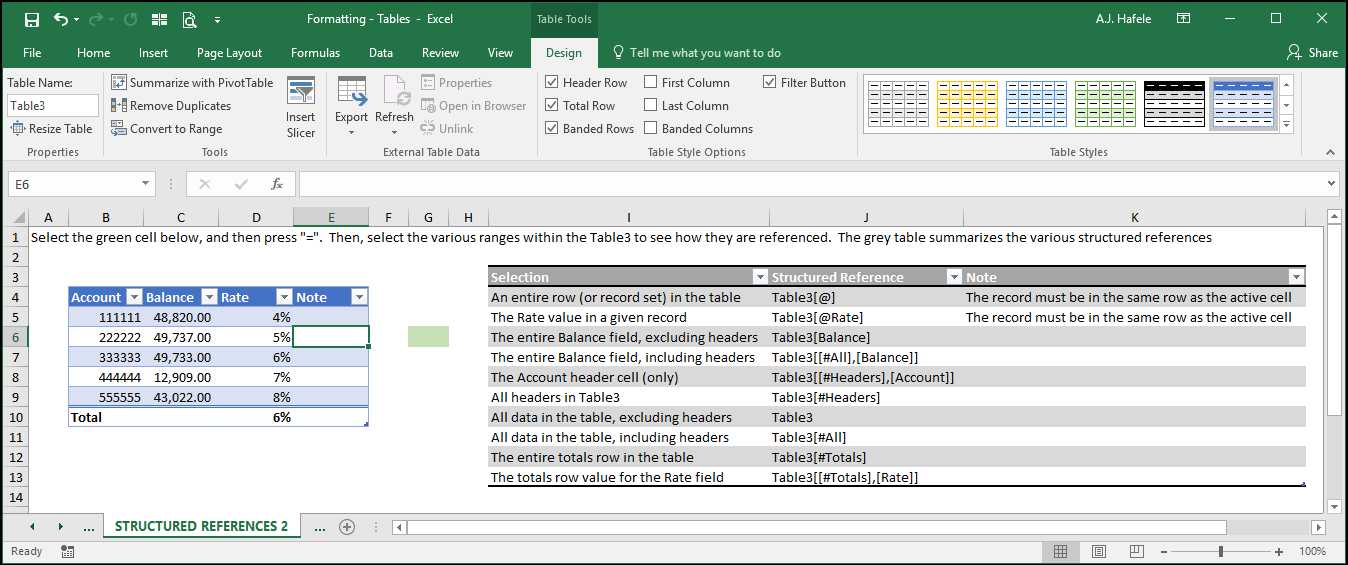 Formatting - Tables - Excel
Table Tools
A.J. Hafele
File Home Insert Page Layout Formulas Data Review View Design Tell me what you want to do Share
Table Name:
Table3
Resize Table
Properties
Summarize with PivotTable
Remove Duplicates
Convert to Range
Tools
Insert
Slicer
Export
Refresh
Properties
Open in Browser
Unlink
External Table Data
Header Row First Column Filter Button
Total Row Last Column
Banded Rows Banded Columns
Table Style Options
Table Styles
E6 fx
A B C D E F G H I J K
1 Select the green cell below, and then press "=". Then, select the various ranges within the Table3 to see how they are referenced. The grey table summarizes the various structured references
2
3 Selection Structured Reference Note
4 Account Balance Rate Note An entire row (or record set) in the table Table3[@] The record must be in the same row as the active cell
5 111111 48,820.00 4% The Rate value in a given record Table3[@Rate] The record must be in the same row as the active cell
6 222222 49,737.00 5% The entire Balance field, excluding headers Table3[Balance]
7 333333 49,733.00 6% The entire Balance field, including headers Table3[[#All],[Balance]]
8 444444 12,909.00 7% The Account header cell (only) Table3[[#Headers],[Account]]
9 555555 43,022.00 8% All headers in Table3 Table3[#Headers]
10 Total 6% All data in the table, excluding headers Table3
11 All data in the table, including headers Table3[#All]
12 The entire totals row in the table Table3[#Totals]
13 The totals row value for the Rate field Table3[[#Totals],[Rate]]
14
... STRUCTURED REFERENCES 2 ...
Ready 100%